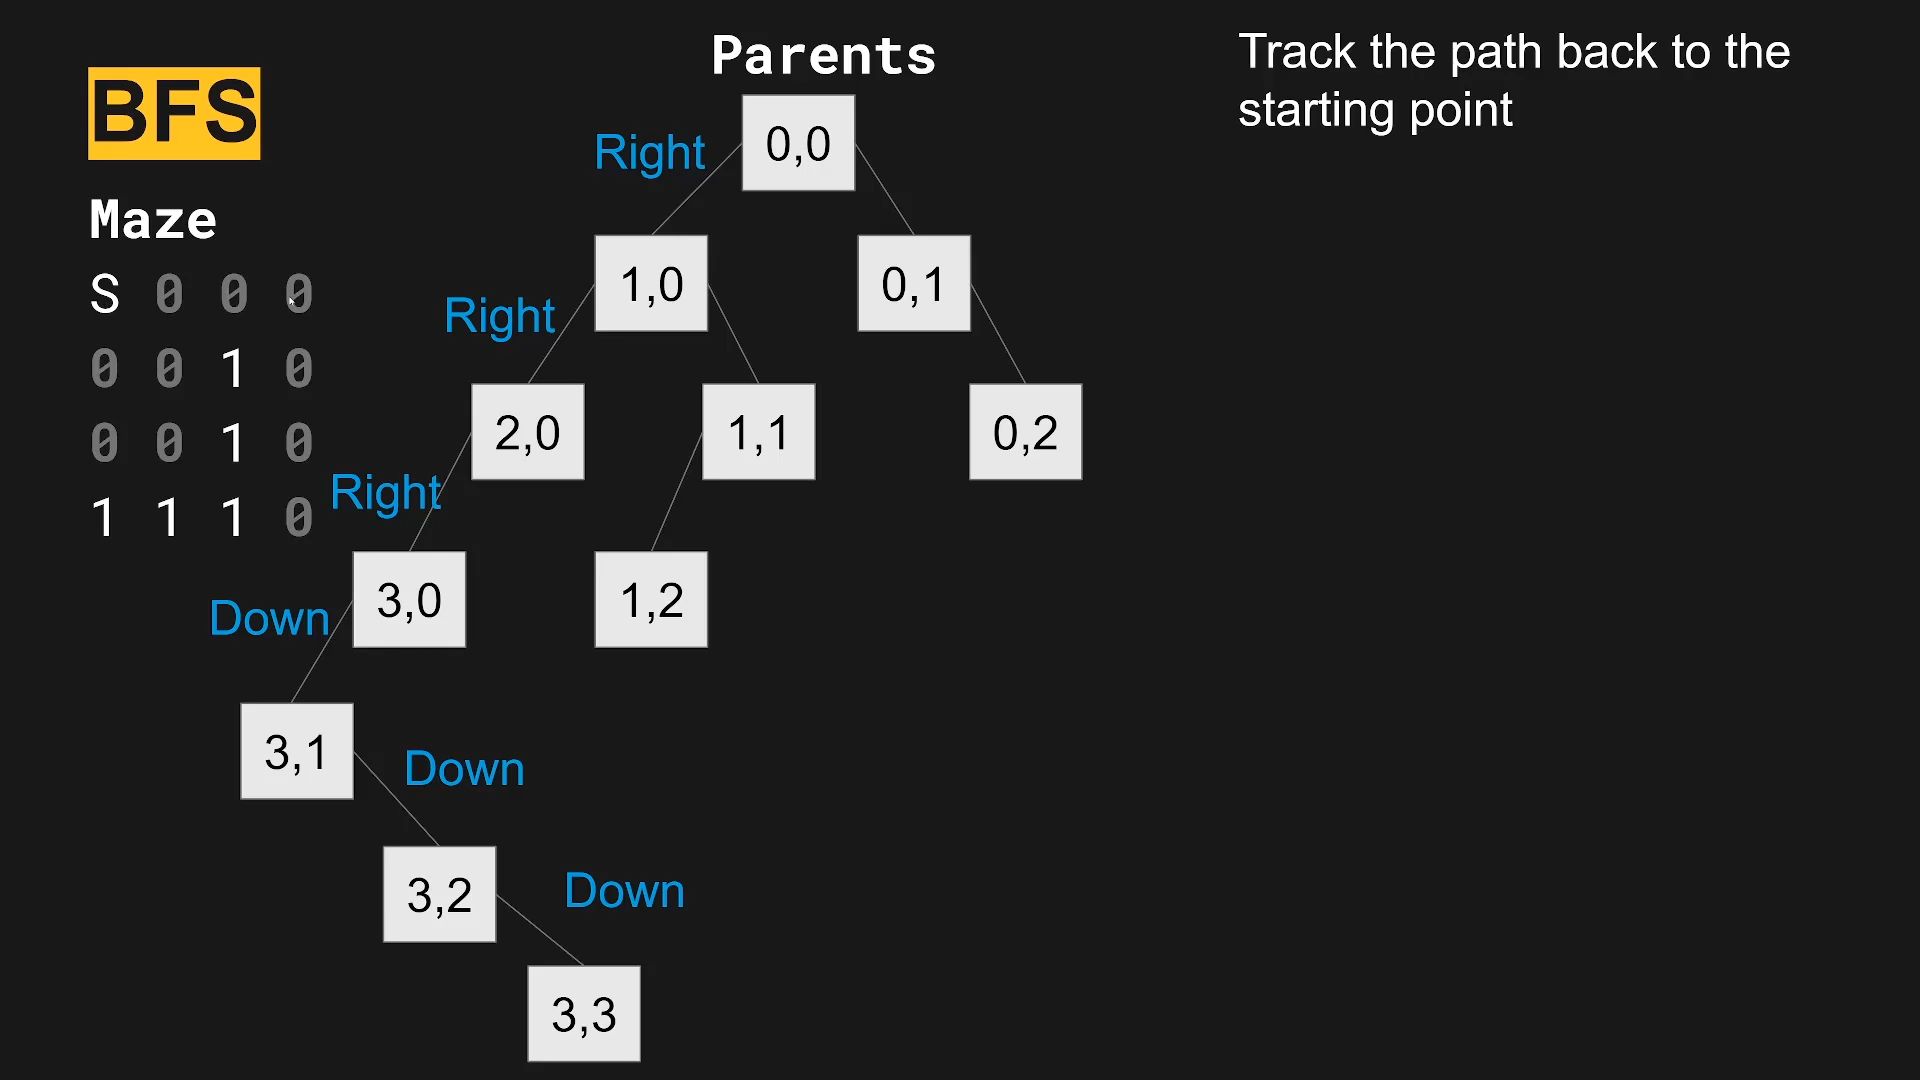 BFS
Maze
S 0 0 0
0 0 1 0
0 0 1 0
1 1 1 0
Parents
0,0
Right
1,0
0,1
Right
2,0
1,1
0,2
Right
3,0
1,2
Down
3,1
Down
3,2
Down
3,3
Track the path back to the
starting point